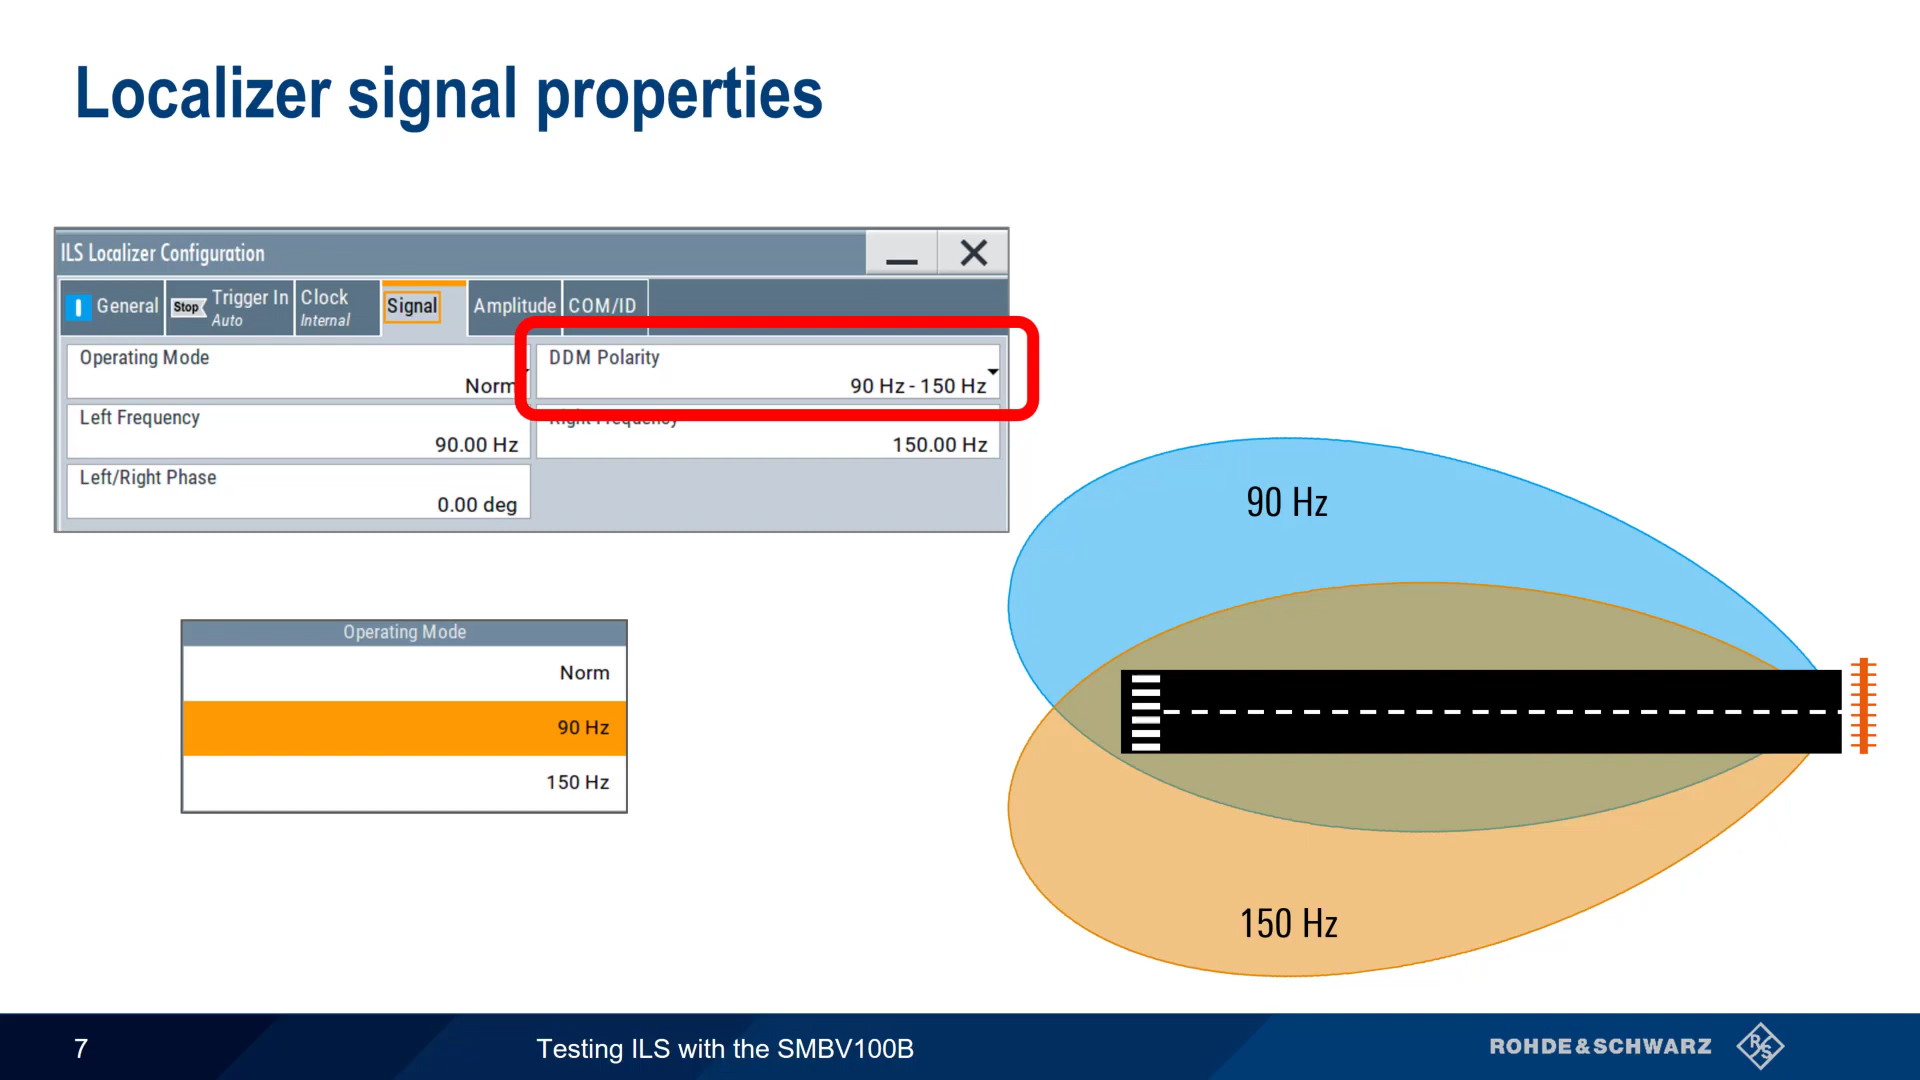 Localizer signal properties
ILS Localizer Configuration
General
Stop Trigger In
Auto
Clock
Internal
Signal
Amplitude
COM/ID
Operating Mode
Norm
DDM Polarity
90 Hz - 150 Hz
Left Frequency
90.00 Hz
Right Frequency
150.00 Hz
Left/Right Phase
0.00 deg
Operating Mode
Norm
90 Hz
150 Hz
90 Hz
150 Hz
7
Testing ILS with the SMBV100B
ROHDE&SCHWARZ
R&S